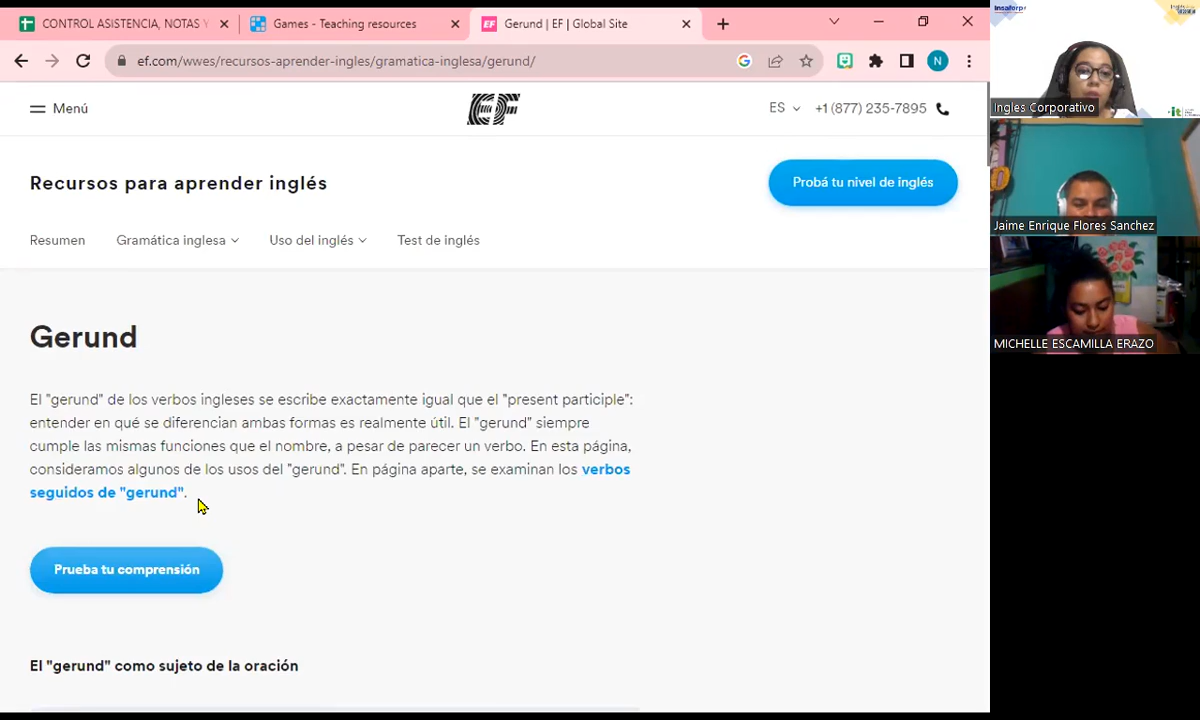 CONTROL ASISTENCIA, NOTAS Y
Games - Teaching resources
Gerund | EF | Global Site
ef.com/wwes/recursos-aprender-ingles/gramatica-inglesa/gerund/
N
Menú
EF
ES
+1 (877) 235-7895
Recursos para aprender inglés
Probá tu nivel de inglés
Resumen
Gramática inglesa
Uso del inglés
Test de inglés
Gerund
El "gerund" de los verbos ingleses se escribe exactamente igual que el "present participle":
entender en qué se diferencian ambas formas es realmente útil. El "gerund" siempre
cumple las mismas funciones que el nombre, a pesar de parecer un verbo. En esta página,
consideramos algunos de los usos del "gerund". En página aparte, se examinan los verbos
seguidos de "gerund".
Prueba tu comprensión
El "gerund" como sujeto de la oración
Insaforp
Ingles Corporativo
Jaime Enrique Flores Sanchez
MICHELLE ESCAMILLA ERAZO